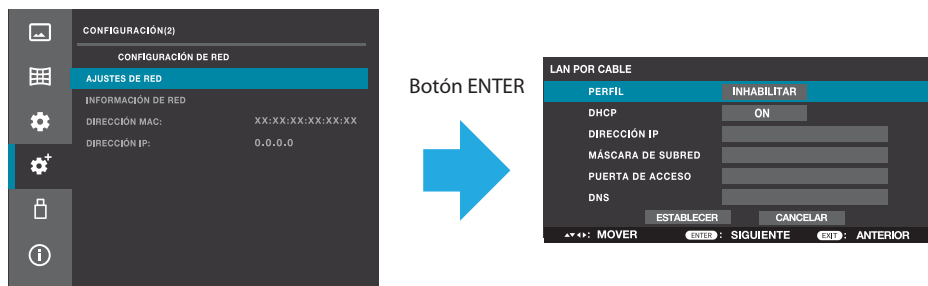 CONFIGURACIÓN(2)
CONFIGURACIÓN DE RED
AJUSTES DE RED
INFORMACIÓN DE RED
DIRECCIÓN MAC: XX:XX:XX:XX:XX:XX
DIRECCIÓN IP: 0.0.0.0
Botón ENTER
LAN POR CABLE
PERFIL INHABILITAR
DHCP ON
DIRECCIÓN IP
MÁSCARA DE SUBRED
PUERTA DE ACCESO
DNS
ESTABLECER CANCELAR
: MOVER ENTER : SIGUIENTE EXIT : ANTERIOR